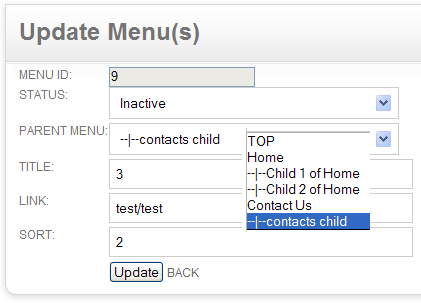 Update Menu(s)
MENU ID: 9
STATUS: Inactive
PARENT MENU: --|--contacts child
TOP
Home
--|--Child 1 of Home
--|--Child 2 of Home
Contact Us
--|--contacts child
TITLE: 3
LINK: test/test
SORT: 2
Update BACK